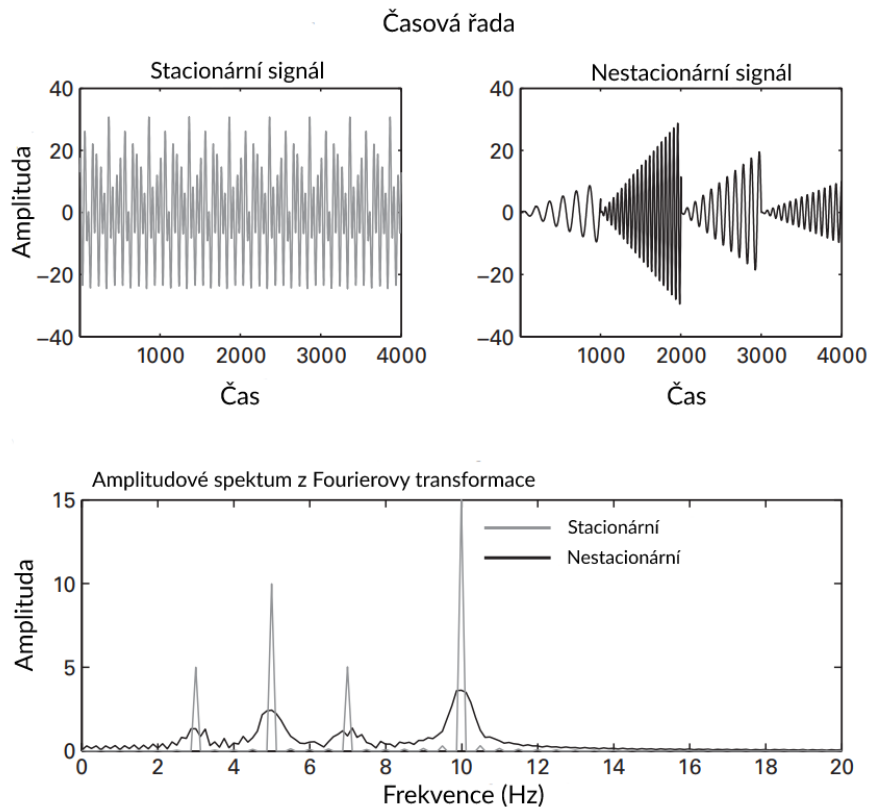 Časová řada
Stacionární signál
Nestacionární signál
Amplituda
40
20
0
−20
−40
1000 2000 3000 4000
Čas
40
20
0
−20
−40
1000 2000 3000 4000
Čas
Amplitudové spektum z Fourierovy transformace
Amplituda
15
10
5
0
Stacionární
Nestacionární
0 2 4 6 8 10 12 14 16 18 20
Frekvence (Hz)